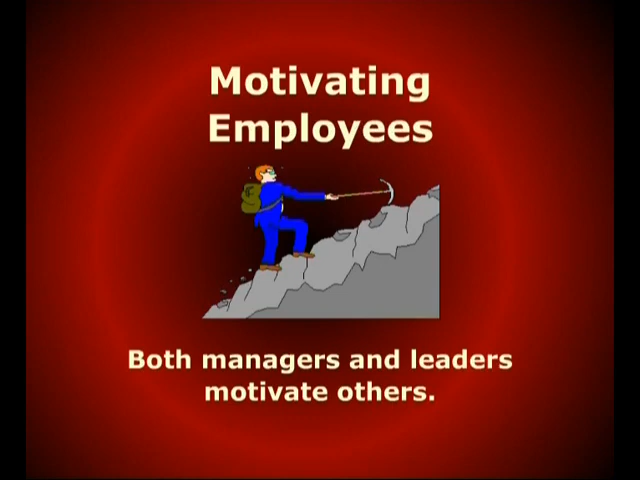 Motivating
Employees
Both managers and leaders
motivate others.